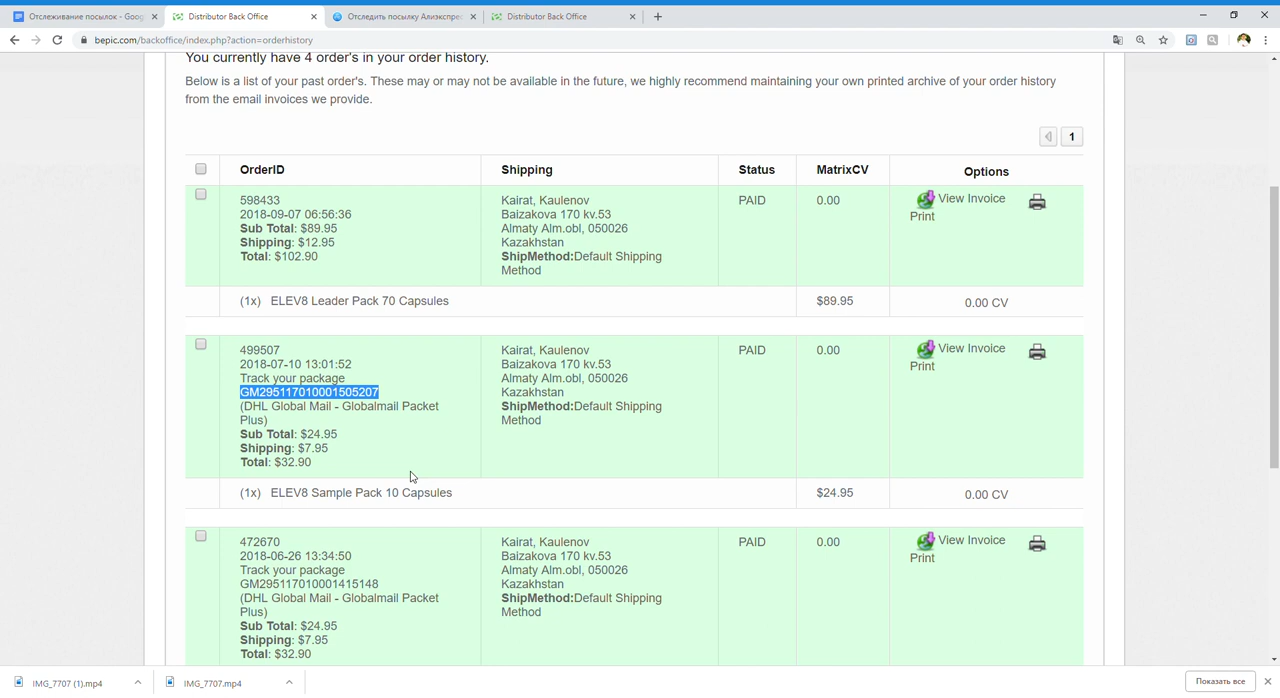 Отслеживание посылок - Goog
Distributor Back Office
Отследить посылку Алиэкспрес
Distributor Back Office
bepic.com/backoffice/index.php?action=orderhistory
You currently have 4 order's in your order history.
Below is a list of your past order's. These may or may not be available in the future, we highly recommend maintaining your own printed archive of your order history
from the email invoices we provide.
1
OrderID Shipping Status MatrixCV Options
598433 Kairat, Kaulenov PAID 0.00 View Invoice
2018-09-07 06:56:36 Baizakova 170 kv.53 Print
Sub Total: $89.95 Almaty Alm.obl, 050026
Shipping: $12.95 Kazakhstan
Total: $102.90 ShipMethod:Default Shipping
Method
(1x) ELEV8 Leader Pack 70 Capsules $89.95 0.00 CV
499507 Kairat, Kaulenov PAID 0.00 View Invoice
2018-07-10 13:01:52 Baizakova 170 kv.53 Print
Track your package Almaty Alm.obl, 050026
GM295117010001505207 Kazakhstan
(DHL Global Mail - Globalmail Packet ShipMethod:Default Shipping
Plus) Method
Sub Total: $24.95
Shipping: $7.95
Total: $32.90
(1x) ELEV8 Sample Pack 10 Capsules $24.95 0.00 CV
472670 Kairat, Kaulenov PAID 0.00 View Invoice
2018-06-26 13:34:50 Baizakova 170 kv.53 Print
Track your package Almaty Alm.obl, 050026
GM295117010001415148 Kazakhstan
(DHL Global Mail - Globalmail Packet ShipMethod:Default Shipping
Plus) Method
Sub Total: $24.95
Shipping: $7.95
Total: $32.90
IMG_7707 (1).mp4
IMG_7707.mp4
Показать все